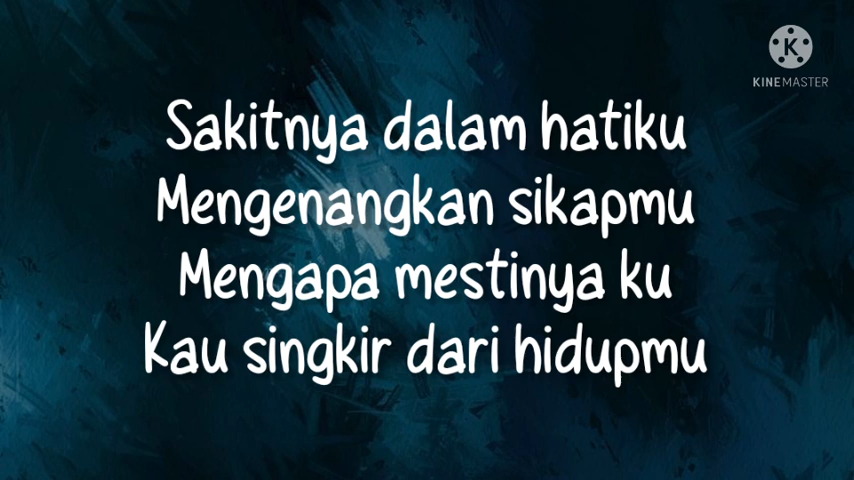 K
KINEMASTER
Sakitnya dalam hatiku
Mengenangkan sikapmu
Mengapa mestinya ku
Kau singkir dari hidupmu